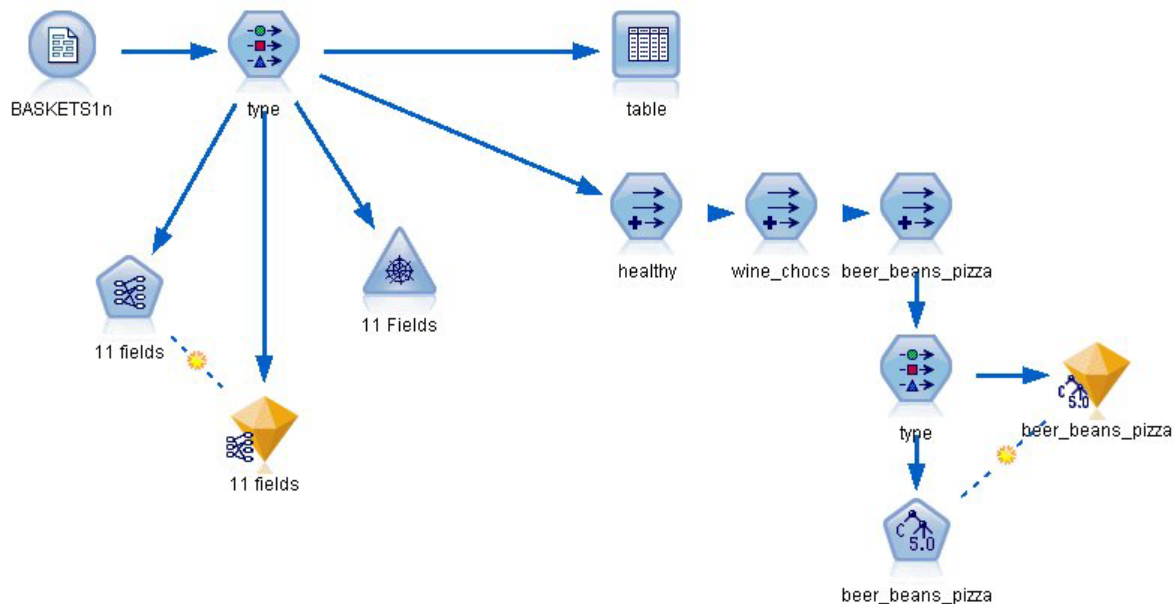 BASKETS1n
type
table
healthy
wine_chocs
beer_beans_pizza
11 fields
11 Fields
11 fields
type
C 5.0
beer_beans_pizza
C 5.0
beer_beans_pizza